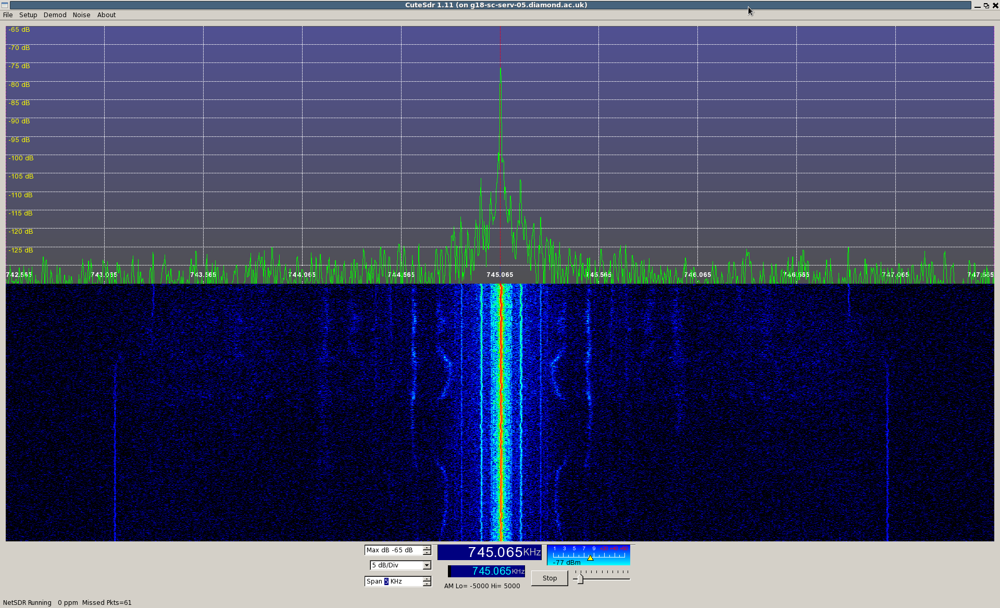 CuteSdr 1.11 (on g18-sc-serv-05.diamond.ac.uk)
File Setup Demod Noise About
-65 dB
-70 dB
-75 dB
-80 dB
-85 dB
-90 dB
-95 dB
-100 dB
-105 dB
-110 dB
-115 dB
-120 dB
-125 dB
742.565 743.065 743.565 744.065 744.565 745.065 745.565 746.065 746.565 747.065 747.565
Max dB -65 dB
745.065KHz
1 3 5 7 9 +20 +40 +60
-77 dBm
5 dB/Div
745.065KHz
Span 5 KHz
Stop
AM Lo= -5000 Hi= 5000
NetSDR Running 0 ppm Missed Pkts=61